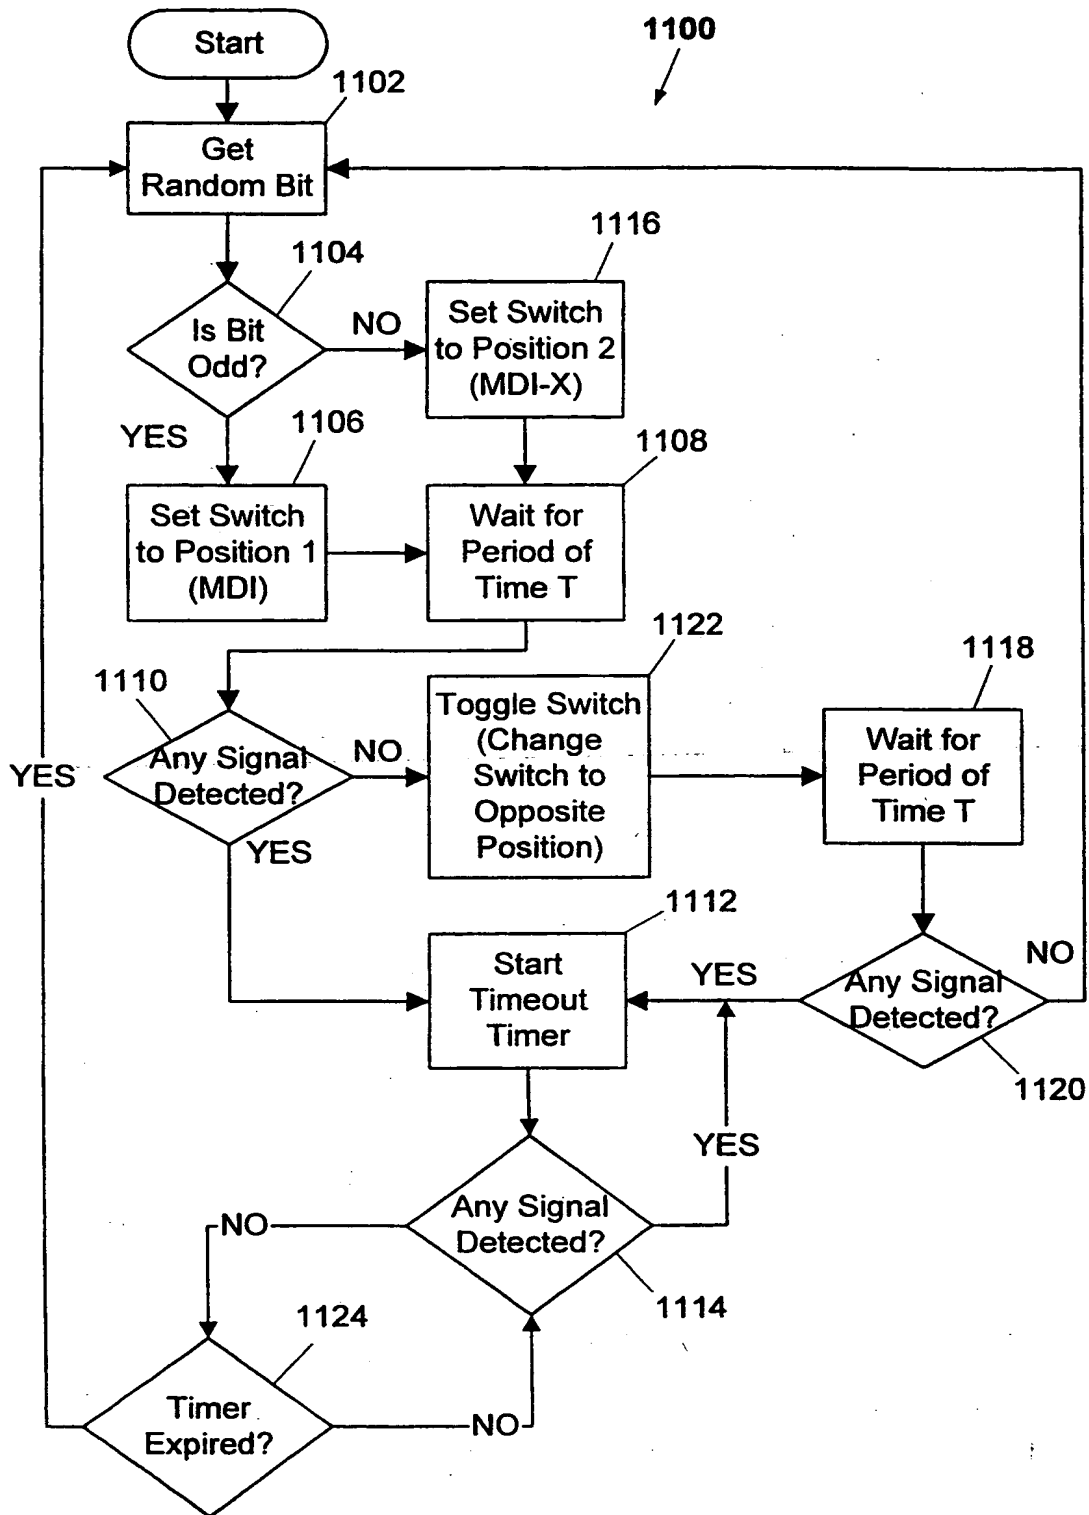 Start
1100
1102
Get
Random Bit
1104
Is Bit
Odd?
NO
1116
Set Switch
to Position 2
(MDI-X)
YES
1106
Set Switch
to Position 1
(MDI)
1108
Wait for
Period of
Time T
1110
Any Signal
Detected?
NO
YES
YES
1122
Toggle Switch
(Change
Switch to
Opposite
Position)
1118
Wait for
Period of
Time T
1112
Start
Timeout
Timer
YES
Any Signal
Detected?
NO
1120
YES
Any Signal
Detected?
1114
NO
1124
Timer
Expired?
NO